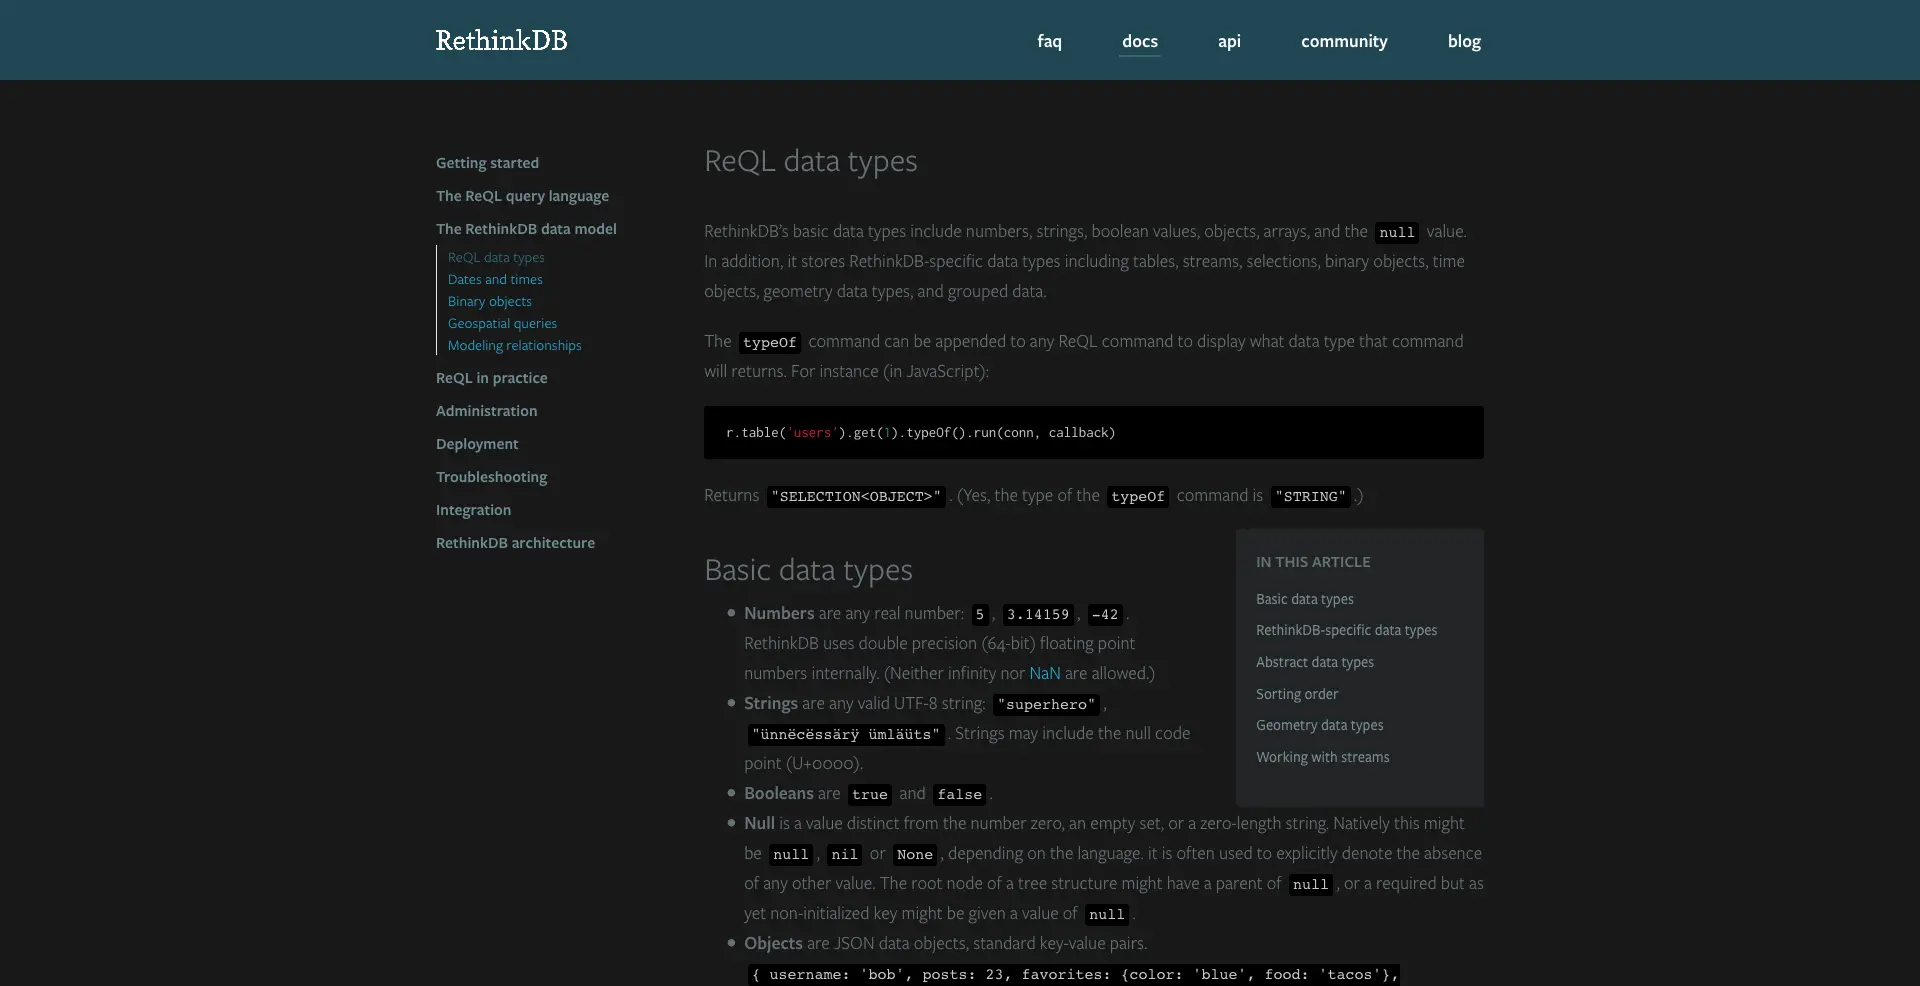 RethinkDB
faq
docs
api
community
blog
Getting started
The ReQL query language
The RethinkDB data model
ReQL data types
Dates and times
Binary objects
Geospatial queries
Modeling relationships
ReQL in practice
Administration
Deployment
Troubleshooting
Integration
RethinkDB architecture
ReQL data types
RethinkDB’s basic data types include numbers, strings, boolean values, objects, arrays, and the null value.
In addition, it stores RethinkDB-specific data types including tables, streams, selections, binary objects, time
objects, geometry data types, and grouped data.
The typeOf command can be appended to any ReQL command to display what data type that command
will returns. For instance (in JavaScript):
r.table('users').get(1).typeOf().run(conn, callback)
Returns "SELECTION<OBJECT>". (Yes, the type of the typeOf command is "STRING".)
Basic data types
• Numbers are any real number: 5, 3.14159, -42.
RethinkDB uses double precision (64-bit) floating point
numbers internally. (Neither infinity nor NaN are allowed.)
• Strings are any valid UTF-8 string: "superhero",
"ünnëcëssärÿ ümläüts". Strings may include the null code
point (U+0000).
• Booleans are true and false.
• Null is a value distinct from the number zero, an empty set, or a zero-length string. Natively this might
be null, nil or None, depending on the language. it is often used to explicitly denote the absence
of any other value. The root node of a tree structure might have a parent of null, or a required but as
yet non-initialized key might be given a value of null.
• Objects are JSON data objects, standard key-value pairs.
{ username: 'bob', posts: 23, favorites: {color: 'blue', food: 'tacos'},
IN THIS ARTICLE
Basic data types
RethinkDB-specific data types
Abstract data types
Sorting order
Geometry data types
Working with streams